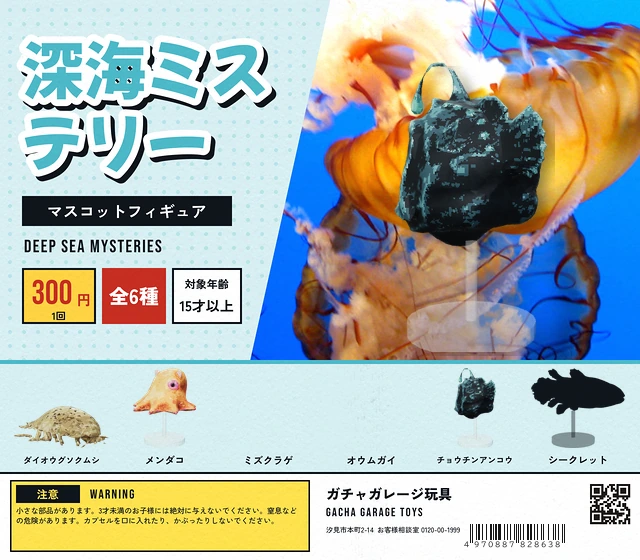 深海ミス
テリー
マスコットフィギュア
DEEP SEA MYSTERIES
300 円
1回
全6種
対象年齢
15才以上
ダイオウグソクムシ
メンダコ
ミズクラゲ
オウムガイ
チョウチンアンコウ
シークレット
注意 WARNING
小さな部品があります。3才未満のお子様には絶対に与えないでください。窒息など
の危険があります。カプセルを口に入れたり、かぶったりしないでください。
ガチャガレージ玩具
GACHA GARAGE TOYS
汐見市本町2-14 お客様相談室 0120-00-1999
4 970887 828638